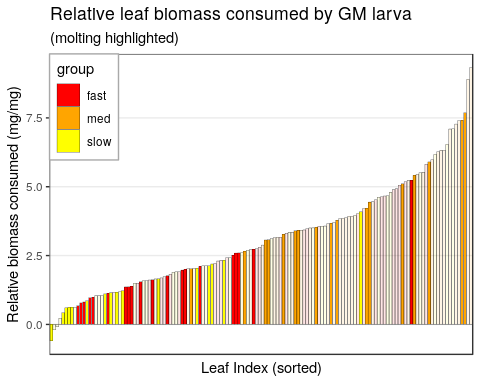 Relative leaf biomass consumed by GM larva
(molting highlighted)
group
fast
med
slow
Relative biomass consumed (mg/mg)
7.5
5.0
2.5
0.0
Leaf Index (sorted)